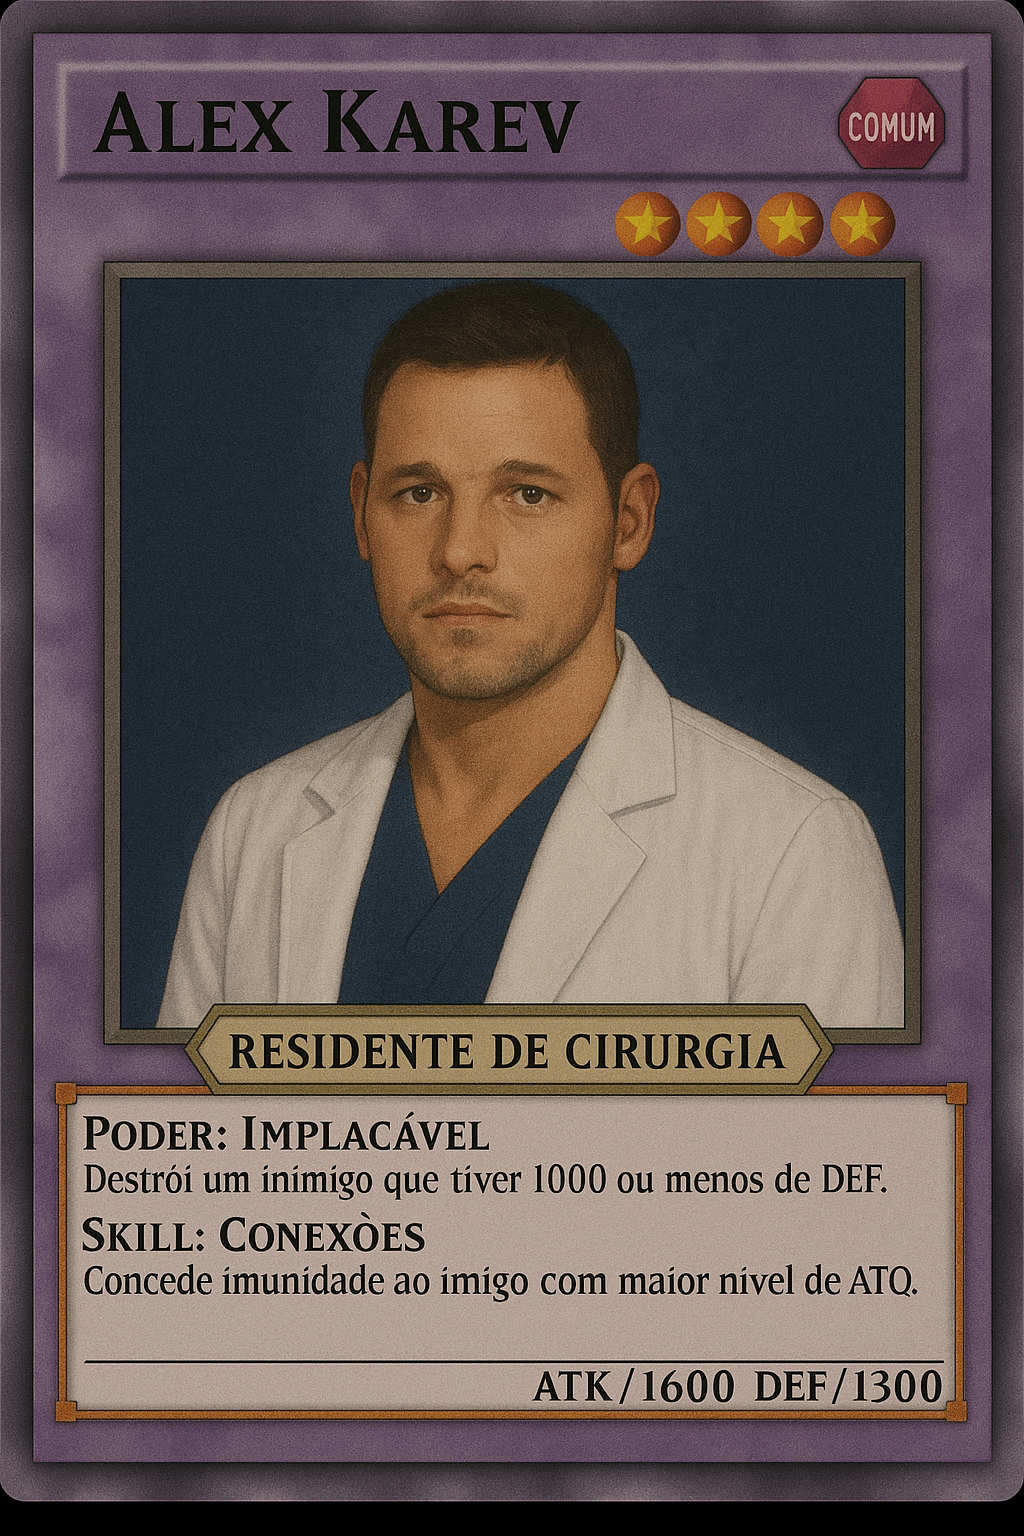 Alex Karev
COMUM
RESIDENTE DE CIRURGIA
Poder: Implacável
Destrói um inimigo que tiver 1000 ou menos de DEF.
Skill: Conexòes
Concede imunidade ao imigo com maior nivel de ATQ.
ATK/1600 DEF/1300